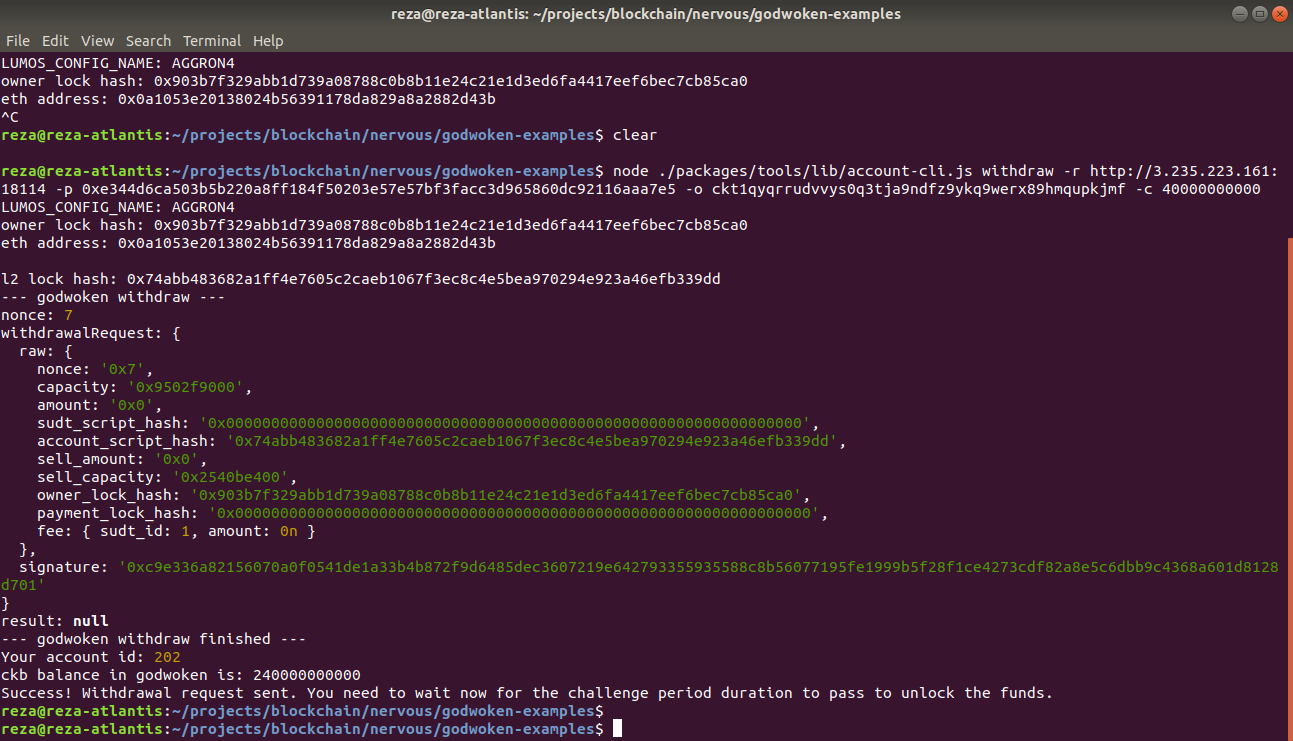 reza@reza-atlantis: ~/projects/blockchain/nervous/godwoken-examples
File Edit View Search Terminal Help
LUMOS_CONFIG_NAME: AGGRON4
owner lock hash: 0x903b7f329abb1d739a08788c0b8b11e24c21e1d3ed6fa4417eef6bec7cb85ca0
eth address: 0x0a1053e20138024b56391178da829a8a2882d43b
^C
reza@reza-atlantis:~/projects/blockchain/nervous/godwoken-examples$ clear
reza@reza-atlantis:~/projects/blockchain/nervous/godwoken-examples$ node ./packages/tools/lib/account-cli.js withdraw -r http://3.235.223.161:
18114 -p 0xe344d6ca503b5b220a8ff184f50203e57e57bf3facc3d965860dc92116aaa7e5 -o ckt1qyqrrudvvys0q3tja9ndfz9ykq9werx89hmqupkjmf -c 40000000000
LUMOS_CONFIG_NAME: AGGRON4
owner lock hash: 0x903b7f329abb1d739a08788c0b8b11e24c21e1d3ed6fa4417eef6bec7cb85ca0
eth address: 0x0a1053e20138024b56391178da829a8a2882d43b
l2 lock hash: 0x74abb483682a1ff4e7605c2caeb1067f3ec8c4e5bea970294e923a46efb339dd
--- godwoken withdraw ---
nonce: 7
withdrawalRequest: {
raw: {
nonce: '0x7',
capacity: '0x9502f9000',
amount: '0x0',
sudt_script_hash: '0x0000000000000000000000000000000000000000000000000000000000000000',
account_script_hash: '0x74abb483682a1ff4e7605c2caeb1067f3ec8c4e5bea970294e923a46efb339dd',
sell_amount: '0x0',
sell_capacity: '0x2540be400',
owner_lock_hash: '0x903b7f329abb1d739a08788c0b8b11e24c21e1d3ed6fa4417eef6bec7cb85ca0',
payment_lock_hash: '0x0000000000000000000000000000000000000000000000000000000000000000',
fee: { sudt_id: 1, amount: 0n }
},
signature: '0xc9e336a82156070a0f0541de1a33b4b872f9d6485dec3607219e642793355935588c8b56077195fe1999b5f28f1ce4273cdf82a8e5c6dbb9c4368a601d8128
d701'
}
result: null
--- godwoken withdraw finished ---
Your account id: 202
ckb balance in godwoken is: 240000000000
Success! Withdrawal request sent. You need to wait now for the challenge period duration to pass to unlock the funds.
reza@reza-atlantis:~/projects/blockchain/nervous/godwoken-examples$
reza@reza-atlantis:~/projects/blockchain/nervous/godwoken-examples$